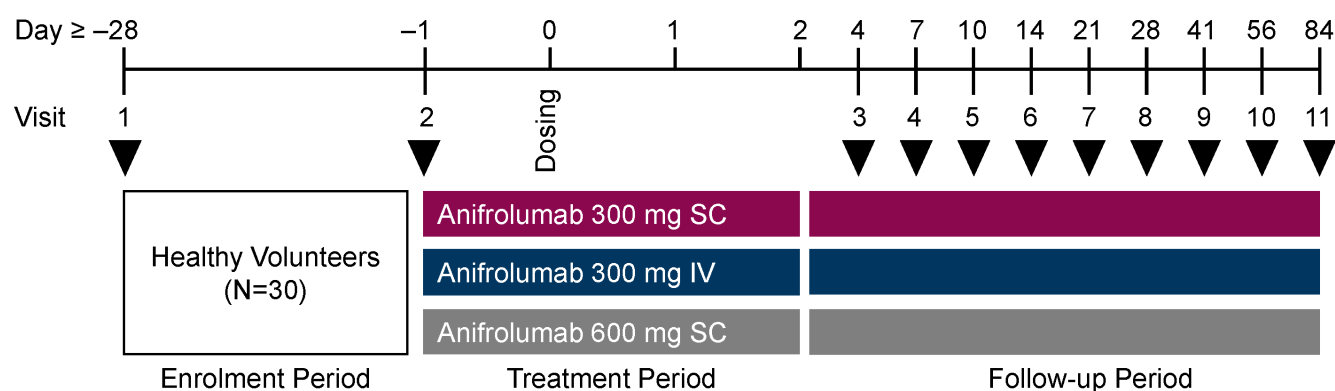 Day ≥ –28 –1 0 1 2 4 7 10 14 21 28 41 56 84
Visit 1 2 Dosing 3 4 5 6 7 8 9 10 11
Anifrolumab 300 mg SC
Healthy Volunteers
(N=30)
Anifrolumab 300 mg IV
Anifrolumab 600 mg SC
Enrolment Period Treatment Period Follow-up Period